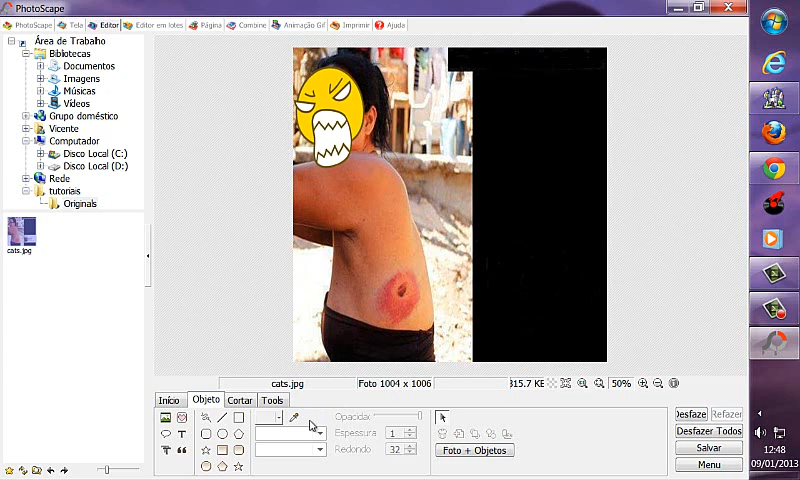 PhotoScape
PhotoScape Tela Editor Editor em lotes Página Combine Animação Gif Imprimir Ajuda
Área de Trabalho
Bibliotecas
Documentos
Imagens
Músicas
Vídeos
Grupo doméstico
Vicente
Computador
Disco Local (C:)
Disco Local (D:)
Rede
tutoriais
Originals
cats.jpg
cats.jpg Foto 1004 x 1006 315.7 KE 50%
Início Objeto Cortar Tools
Opacidad
Espessura 1
Redondo 32
Foto + Objetos
Desfaze Refazer
Desfazer Todos
Salvar
Menu
12:48
09/01/2013